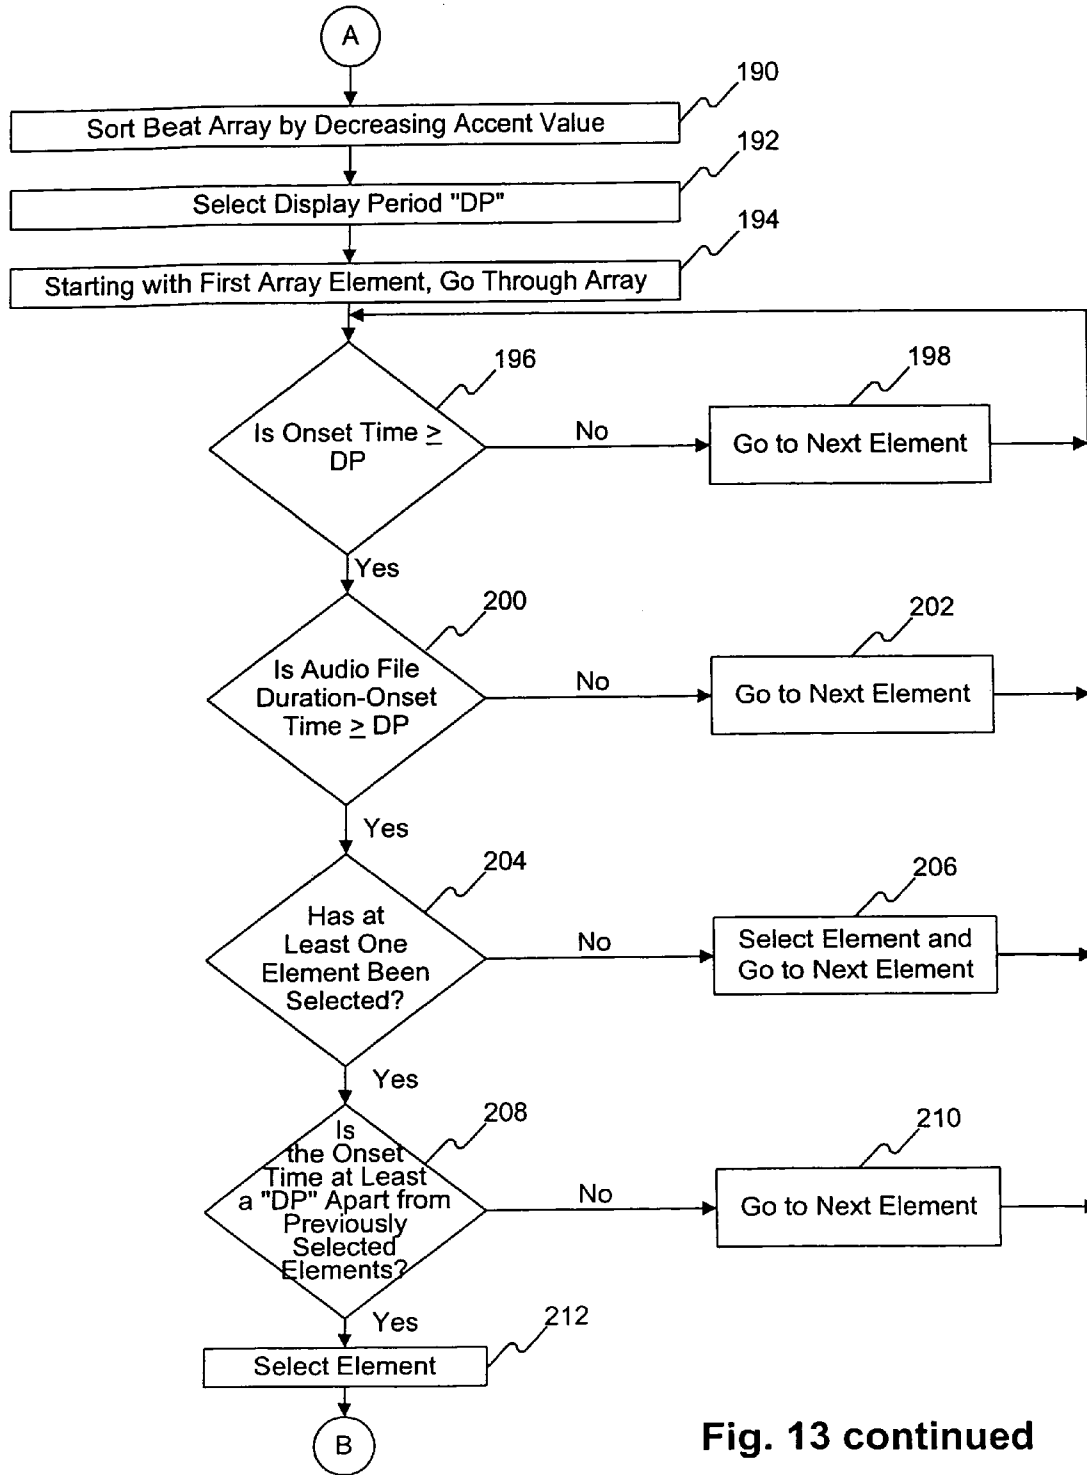 A
190
Sort Beat Array by Decreasing Accent Value
192
Select Display Period "DP"
194
Starting with First Array Element, Go Through Array
196
Is Onset Time ≥
DP
No
198
Go to Next Element
Yes
200
Is Audio File
Duration-Onset
Time ≥ DP
No
202
Go to Next Element
Yes
204
Has at
Least One
Element Been
Selected?
No
206
Select Element and
Go to Next Element
Yes
208
Is
the Onset
Time at Least
a "DP" Apart from
Previously
Selected
Elements?
No
210
Go to Next Element
Yes
212
Select Element
B
Fig. 13 continued